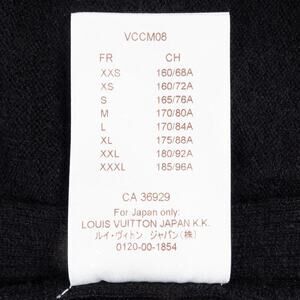 VCCM08
FR CH
XXS 160/68A
XS 160/72A
S 165/76A
M 170/80A
L 170/84A
XL 175/88A
XXL 180/92A
XXXL 185/96A
CA 36929
For Japan only:
LOUIS VUITTON JAPAN K.K.
ルイ・ヴィトン ジャパン(株)
0120-00-1854